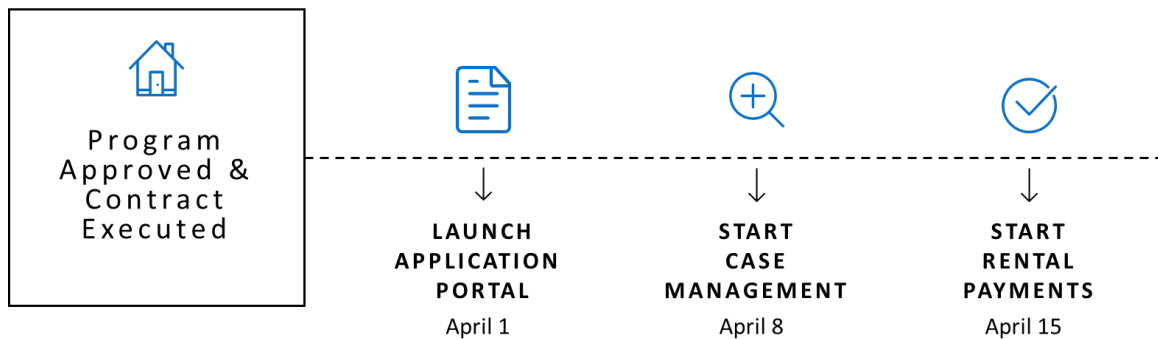 Program
Approved &
Contract
Executed
LAUNCH
APPLICATION
PORTAL
April 1
START
CASE
MANAGEMENT
April 8
START
RENTAL
PAYMENTS
April 15